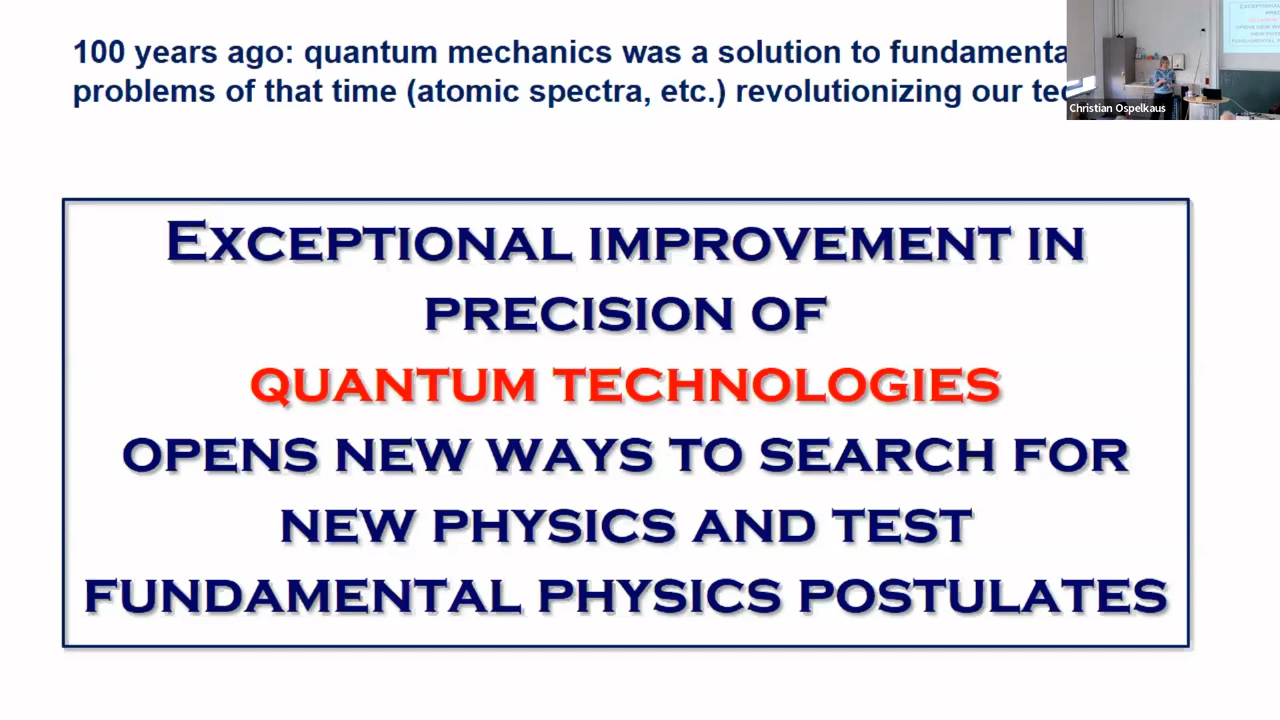 100 years ago: quantum mechanics was a solution to
problems of that time (atomic spectra, etc.) revolutionizing our
Christian Ospelkaus
EXCEPTIONAL IMPROVEMENT IN
PRECISION OF
QUANTUM TECHNOLOGIES
OPENS NEW WAYS TO SEARCH FOR
NEW PHYSICS AND TEST
FUNDAMENTAL PHYSICS POSTULATES